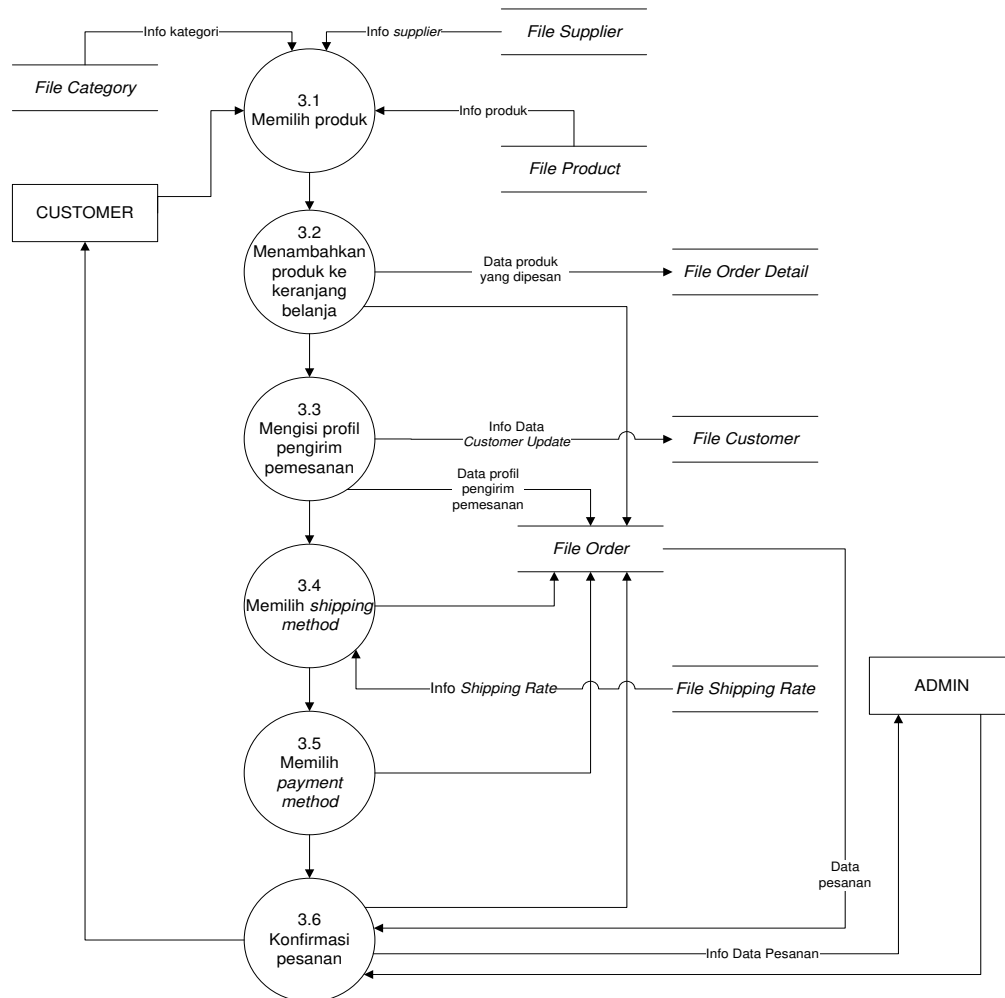 Info kategori
Info supplier
File Supplier
File Category
3.1
Memilih produk
Info produk
File Product
CUSTOMER
3.2
Menambahkan
produk ke
keranjang
belanja
Data produk
yang dipesan
File Order Detail
3.3
Mengisi profil
pengirim
pemesanan
Info Data
Customer Update
File Customer
Data profil
pengirim
pemesanan
File Order
3.4
Memilih shipping
method
Info Shipping Rate
File Shipping Rate
ADMIN
3.5
Memilih
payment
method
Data
pesanan
3.6
Konfirmasi
pesanan
Info Data Pesanan